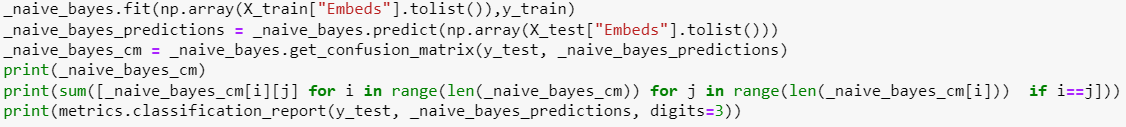 _naive_bayes.fit(np.array(X_train["Embeds"].tolist()),y_train)
_naive_bayes_predictions = _naive_bayes.predict(np.array(X_test["Embeds"].tolist()))
_naive_bayes_cm = _naive_bayes.get_confusion_matrix(y_test, _naive_bayes_predictions)
print(_naive_bayes_cm)
print(sum([_naive_bayes_cm[i][j] for i in range(len(_naive_bayes_cm)) for j in range(len(_naive_bayes_cm[i]))  if i==j]))
print(metrics.classification_report(y_test, _naive_bayes_predictions, digits=3))